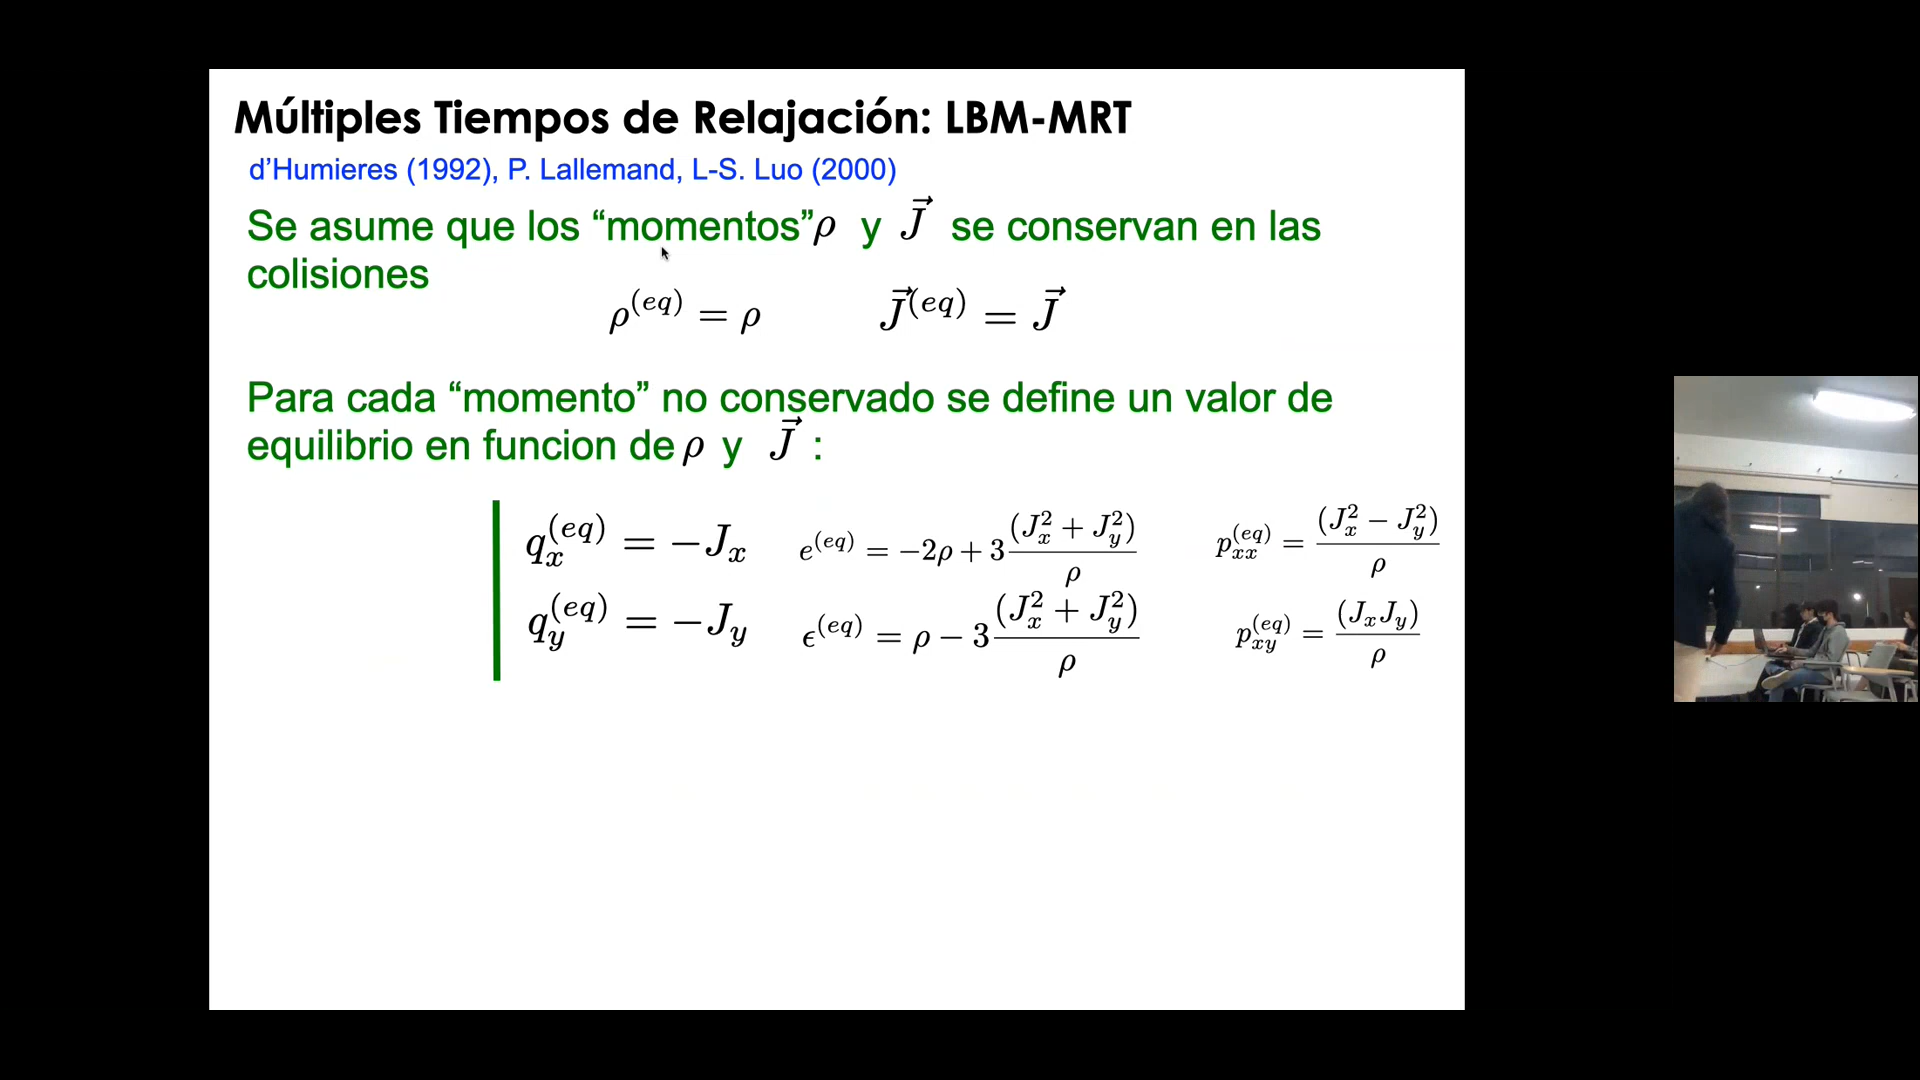 Múltiples Tiempos de Relajación: LBM-MRT
d’Humieres (1992), P. Lallemand, L-S. Luo (2000)
Se asume que los “momentos” ρ y J⃗ se conservan en las
colisiones
ρ^(eq) = ρ    J⃗^(eq) = J⃗
Para cada “momento” no conservado se define un valor de
equilibrio en funcion de ρ y J⃗ :
q_x^(eq) = −J_x    e^(eq) = −2ρ + 3 (J_x^2 + J_y^2)/ρ    p_xx^(eq) = (J_x^2 − J_y^2)/ρ
q_y^(eq) = −J_y    ϵ^(eq) = ρ − 3 (J_x^2 + J_y^2)/ρ    p_xy^(eq) = (J_x J_y)/ρ